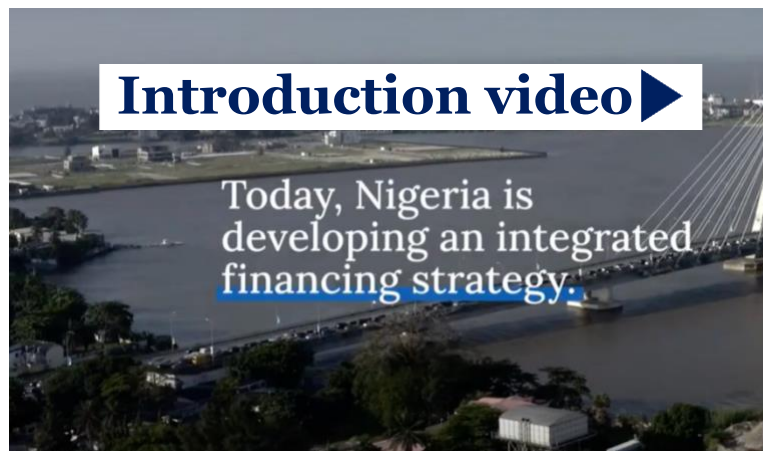 Introduction video
Today, Nigeria is
developing an integrated
financing strategy.